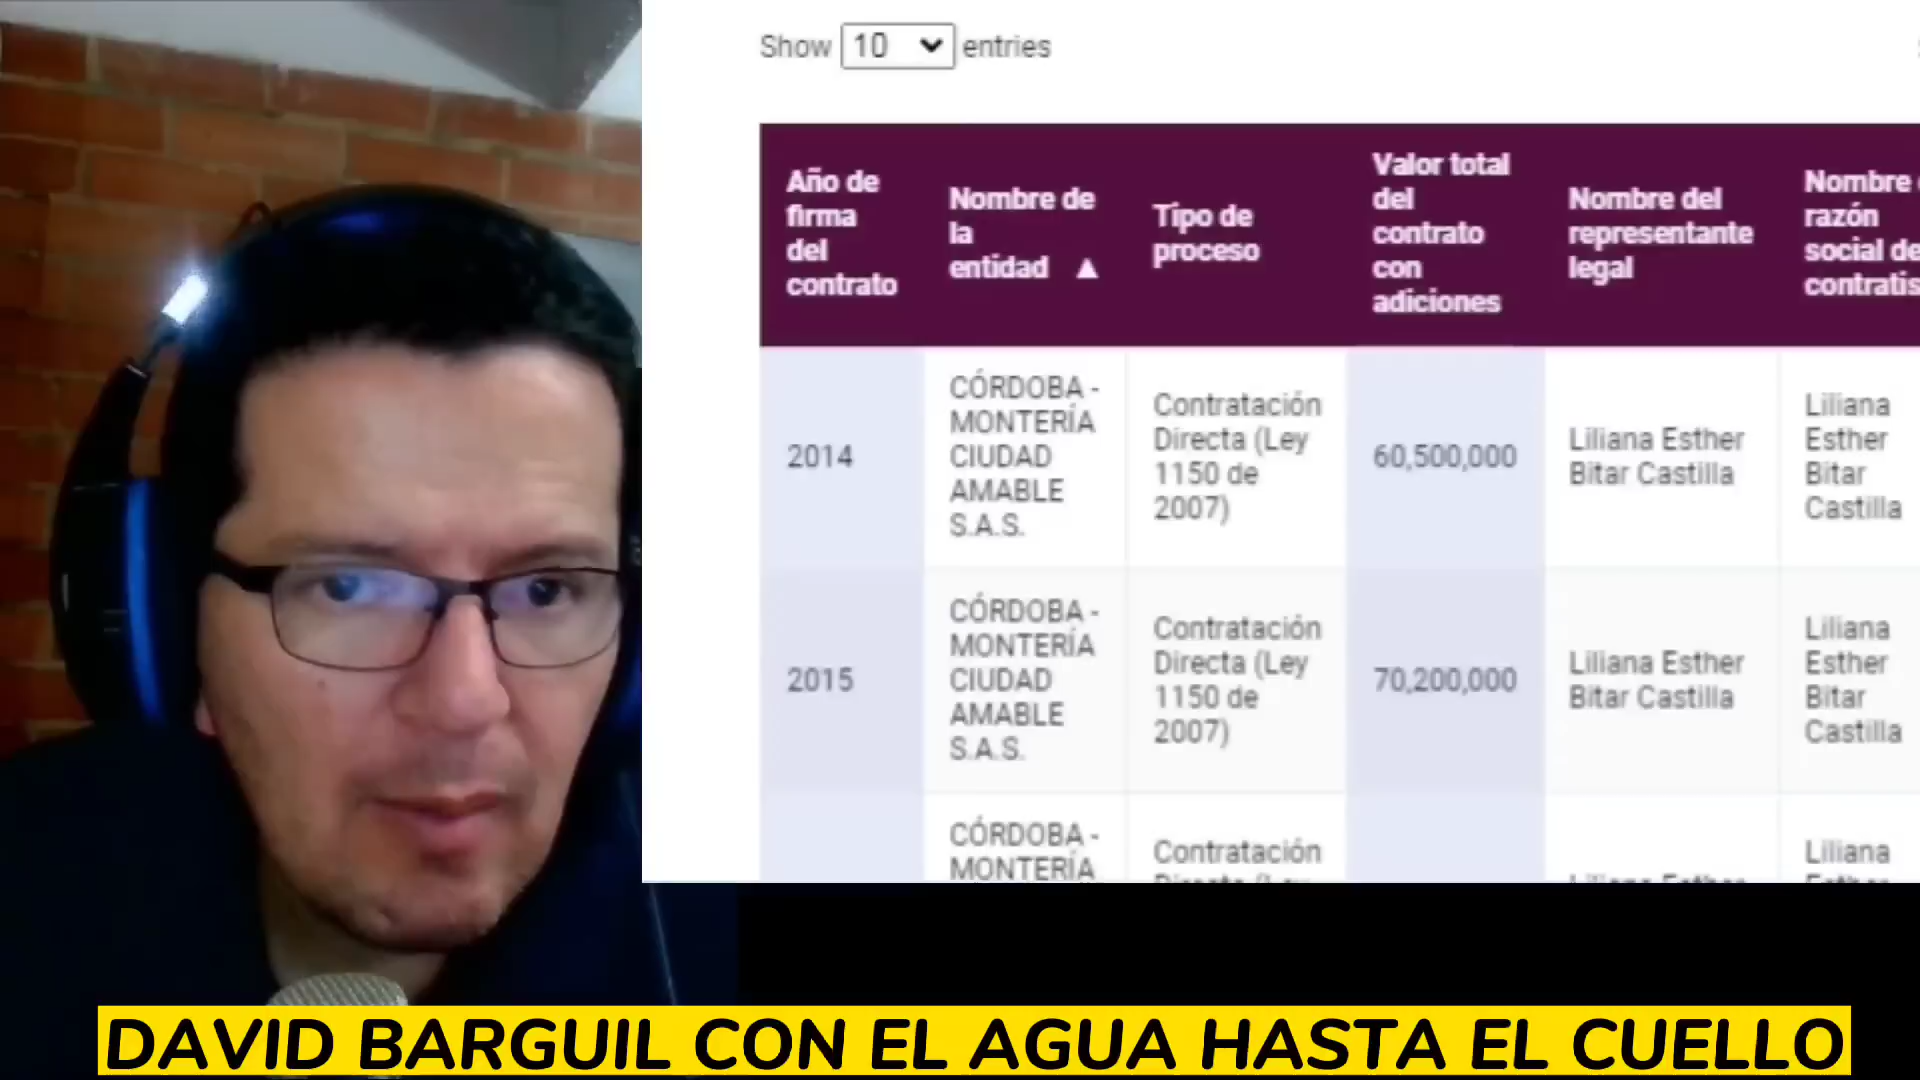 Show 10 entries
Año de
firma
del
contrato
Nombre de
la
entidad ▲
Tipo de
proceso
Valor total
del
contrato
con
adiciones
Nombre del
representante
legal
Nombre
razón
social de
2014
CÓRDOBA -
MONTERÍA
CIUDAD
AMABLE
S.A.S.
Contratación
Directa (Ley
1150 de
2007)
60,500,000
Liliana Esther
Bitar Castilla
Liliana
Esther
Bitar
Castilla
2015
CÓRDOBA -
MONTERÍA
CIUDAD
AMABLE
S.A.S.
Contratación
Directa (Ley
1150 de
2007)
70,200,000
Liliana Esther
Bitar Castilla
Liliana
Esther
Bitar
Castilla
CÓRDOBA -
MONTERÍA
Contratación
Liliana
DAVID BARGUIL CON EL AGUA HASTA EL CUELLO